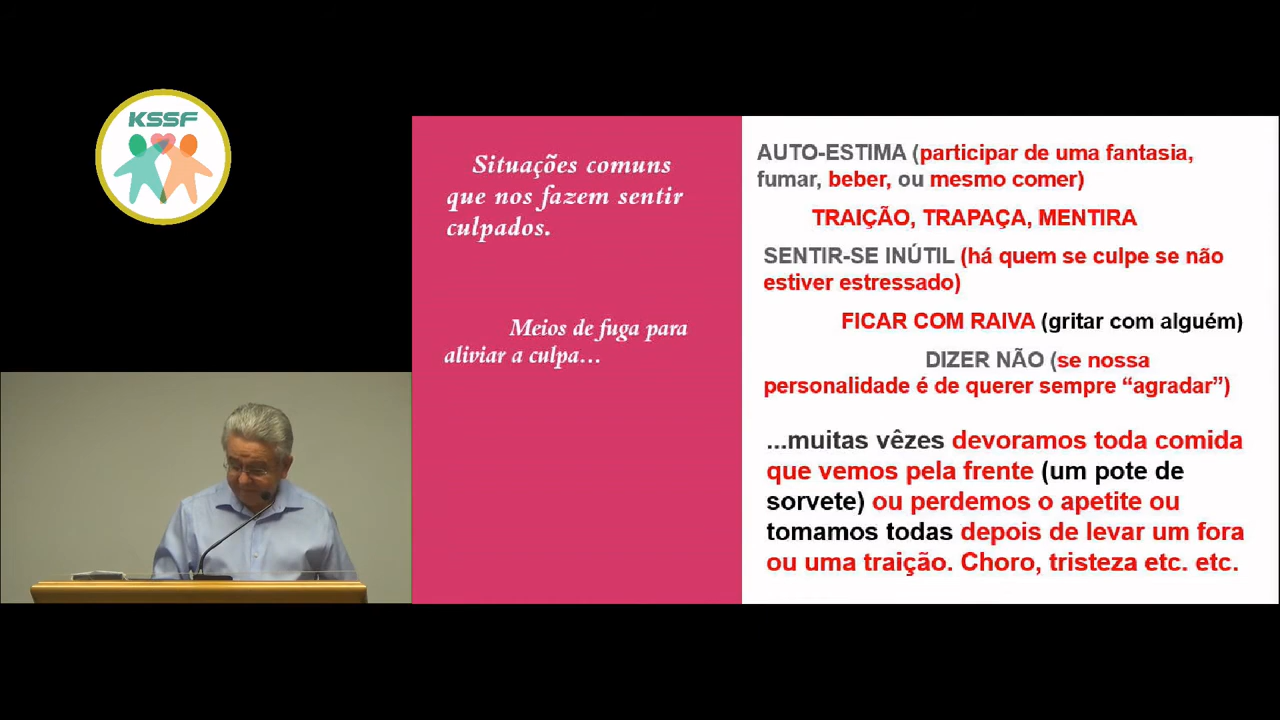 KSSF
Situações comuns
que nos fazem sentir
culpados.
Meios de fuga para
aliviar a culpa...
AUTO-ESTIMA (participar de uma fantasia,
fumar, beber, ou mesmo comer)
TRAIÇÃO, TRAPAÇA, MENTIRA
SENTIR-SE INÚTIL (há quem se culpe se não
estiver estressado)
FICAR COM RAIVA (gritar com alguém)
DIZER NÃO (se nossa
personalidade é de querer sempre “agradar”)
...muitas vêzes devoramos toda comida
que vemos pela frente (um pote de
sorvete) ou perdemos o apetite ou
tomamos todas depois de levar um fora
ou uma traição. Choro, tristeza etc. etc.